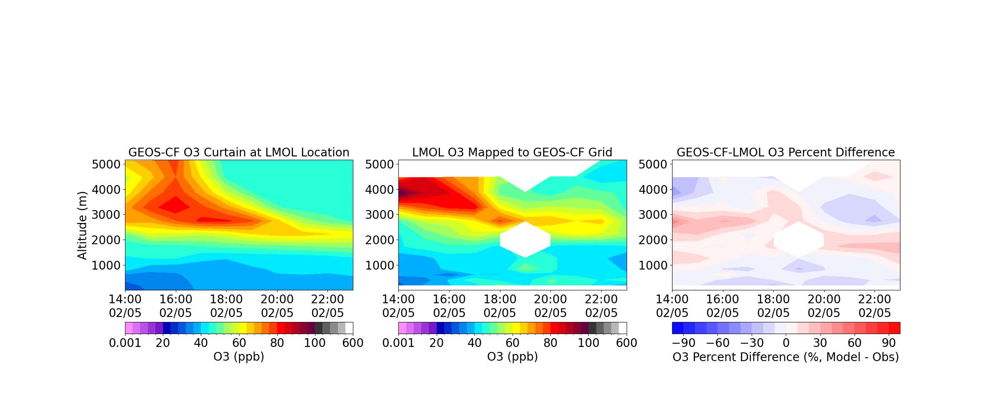 GEOS-CF O3 Curtain at LMOL Location
Altitude (m)
5000
4000
3000
2000
1000
14:00 16:00 18:00 20:00 22:00
02/05 02/05 02/05 02/05 02/05
0.001 20 40 60 80 100 600
O3 (ppb)
LMOL O3 Mapped to GEOS-CF Grid
5000
4000
3000
2000
1000
14:00 16:00 18:00 20:00 22:00
02/05 02/05 02/05 02/05 02/05
0.001 20 40 60 80 100 600
O3 (ppb)
GEOS-CF-LMOL O3 Percent Difference
5000
4000
3000
2000
1000
14:00 16:00 18:00 20:00 22:00
02/05 02/05 02/05 02/05 02/05
−90 −60 −30 0 30 60 90
O3 Percent Difference (%, Model - Obs)